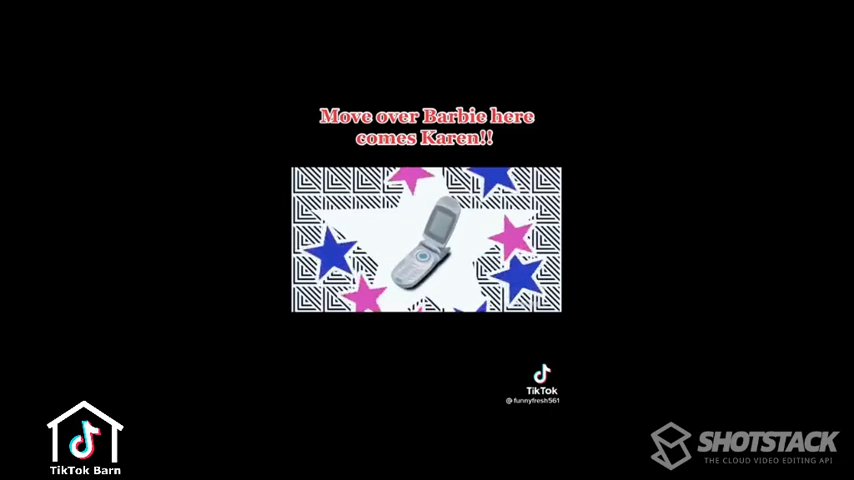 Move over Barbie here
comes Karen!!
TikTok
@funnyfresh561
TikTok Barn
SHOTSTACK
THE CLOUD VIDEO EDITING API